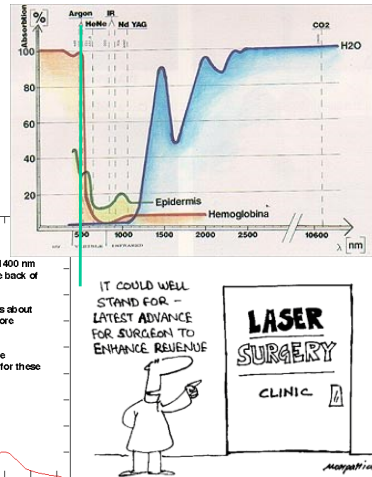 Argon IR
HeNe A Nd YAG CO2
Absorbtion [%]
100
80
60
40
20
H2O
Epidermis
Hemoglobina
500 1000 1500 2000 2500 10600 λ [nm]
1400 nm
e back of
s about
ore
e
for these
IT COULD WELL
STAND FOR –
LATEST ADVANCE
FOR SURGEON TO
ENHANCE REVENUE
LASER
SURGERY
CLINIC